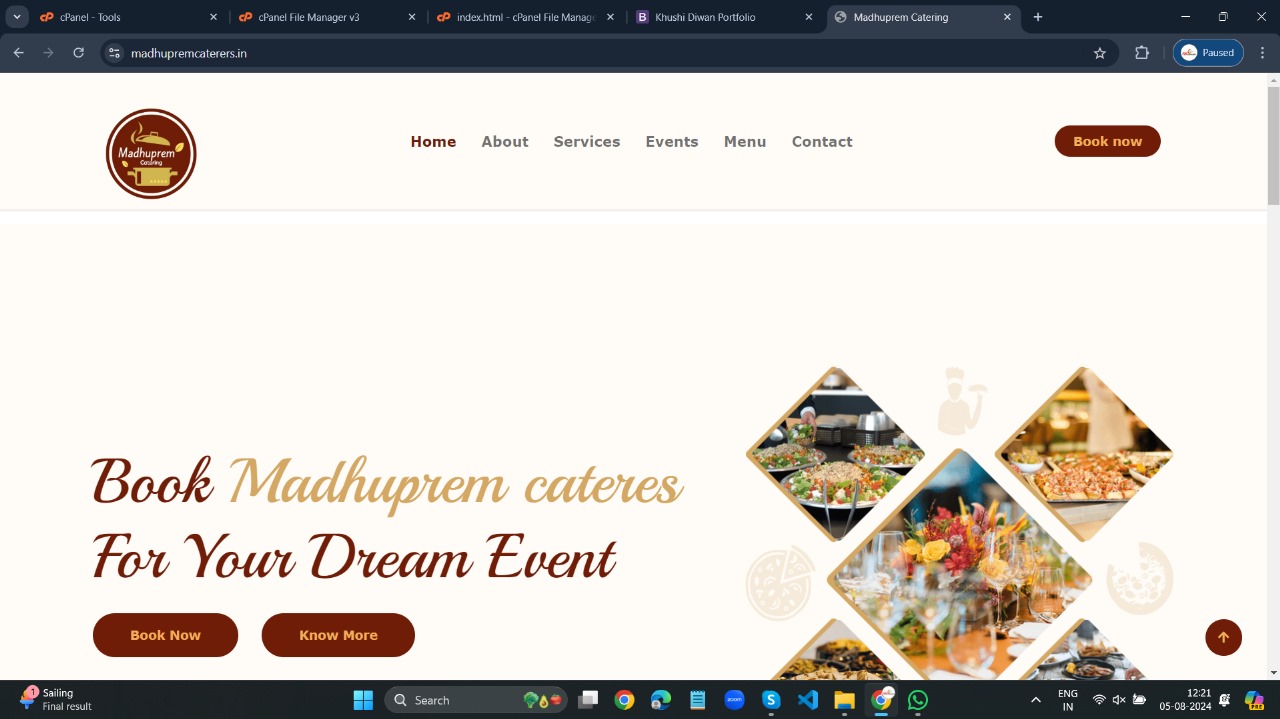 cPanel - Tools
cPanel File Manager v3
index.html - cPanel File Manage
Khushi Diwan Portfolio
Madhuprem Catering
madhupremcaterers.in
Paused
Madhuprem
Catering
Home About Services Events Menu Contact
Book now
Book Madhuprem cateres
For Your Dream Event
Book Now
Know More
1
Sailing
Final result
Search
zoom
ENG
IN
12:21
05-08-2024
PRE